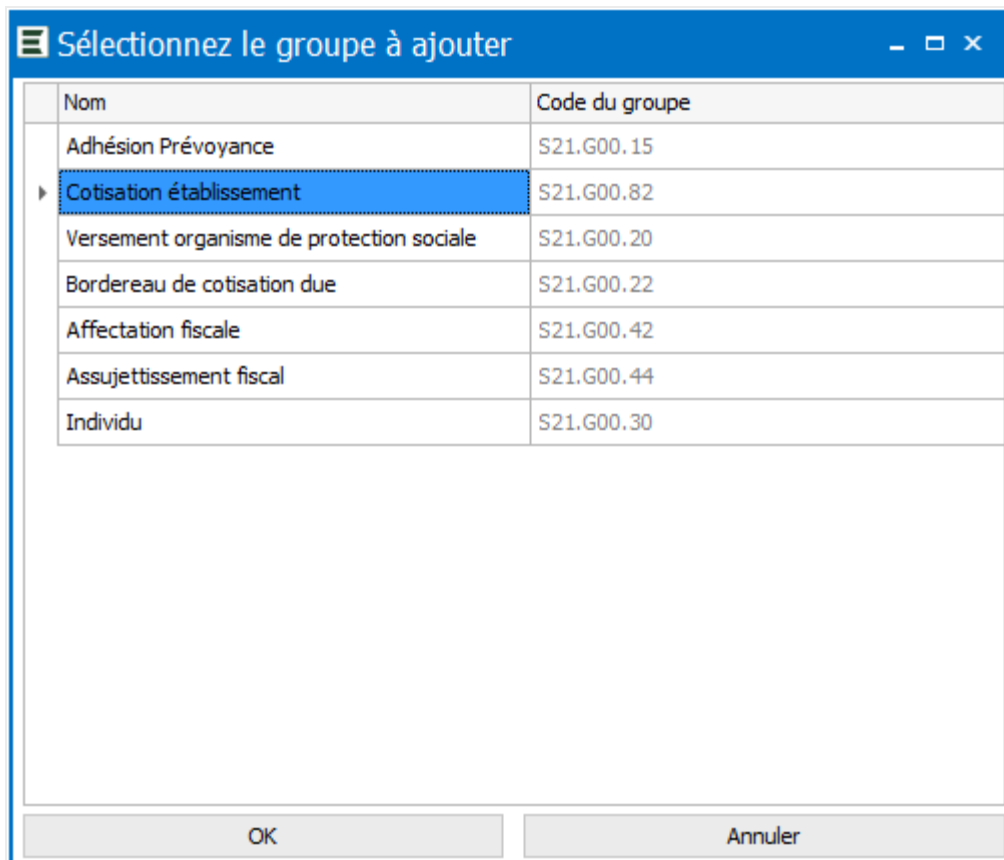 Sélectionnez le groupe à ajouter
Nom Code du groupe
Adhésion Prévoyance S21.G00.15
Cotisation établissement S21.G00.82
Versement organisme de protection sociale S21.G00.20
Bordereau de cotisation due S21.G00.22
Affectation fiscale S21.G00.42
Assujettissement fiscal S21.G00.44
Individu S21.G00.30
OK Annuler